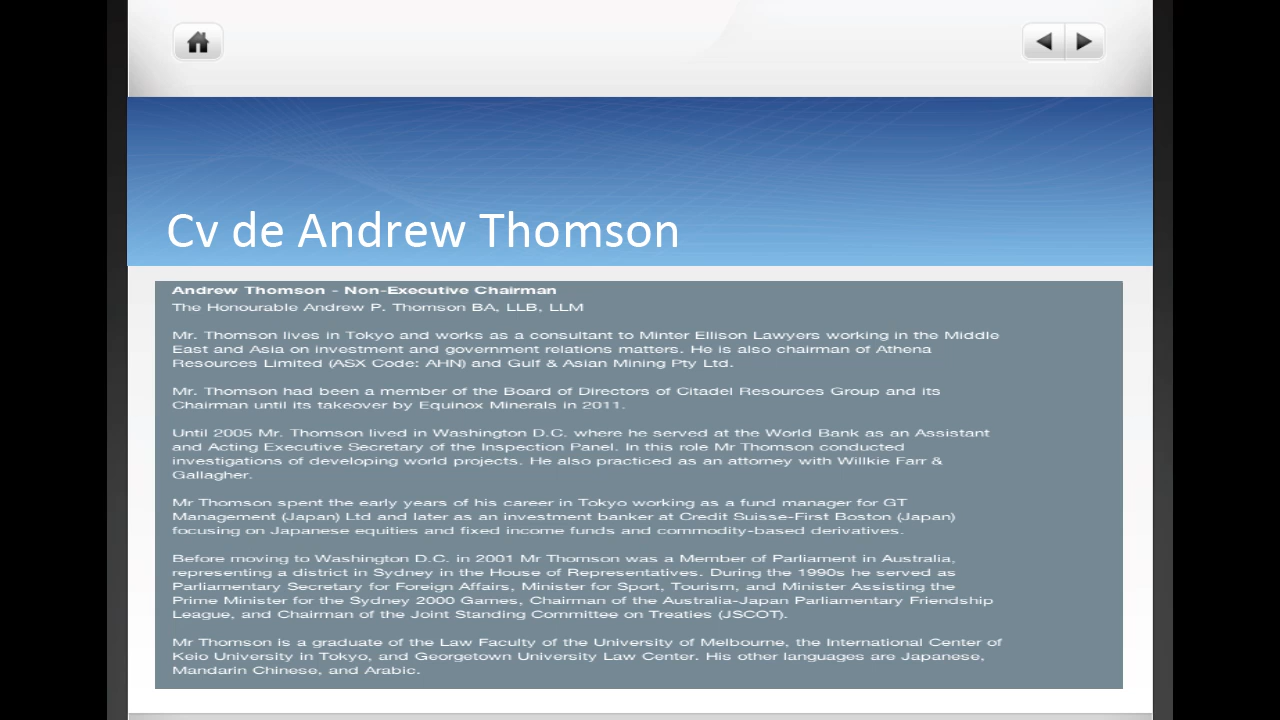 Cv de Andrew Thomson
Andrew Thomson - Non-Executive Chairman
The Honourable Andrew P. Thomson BA, LLB, LLM
Mr. Thomson lives in Tokyo and works as a consultant to Minter Ellison Lawyers working in the Middle
East and Asia on investment and government relations matters. He is also chairman of Athena
Resources Limited (ASX Code: AHN) and Gulf & Asian Mining Pty Ltd.
Mr. Thomson had been a member of the Board of Directors of Citadel Resources Group and its
Chairman until its takeover by Equinox Minerals in 2011.
Until 2005 Mr. Thomson lived in Washington D.C. where he served at the World Bank as an Assistant
and Acting Executive Secretary of the Inspection Panel. In this role Mr Thomson conducted
investigations of developing world projects. He also practiced as an attorney with Willkie Farr &
Gallagher.
Mr Thomson spent the early years of his career in Tokyo working as a fund manager for GT
Management (Japan) Ltd and later as an investment banker at Credit Suisse-First Boston (Japan)
focusing on Japanese equities and fixed income funds and commodity-based derivatives.
Before moving to Washington D.C. in 2001 Mr Thomson was a Member of Parliament in Australia,
representing a district in Sydney in the House of Representatives. During the 1990s he served as
Parliamentary Secretary for Foreign Affairs, Minister for Sport, Tourism, and Minister Assisting the
Prime Minister for the Sydney 2000 Games, Chairman of the Australia-Japan Parliamentary Friendship
League, and Chairman of the Joint Standing Committee on Treaties (JSCOT).
Mr Thomson is a graduate of the Law Faculty of the University of Melbourne, the International Center of
Keio University in Tokyo, and Georgetown University Law Center. His other languages are Japanese,
Mandarin Chinese, and Arabic.